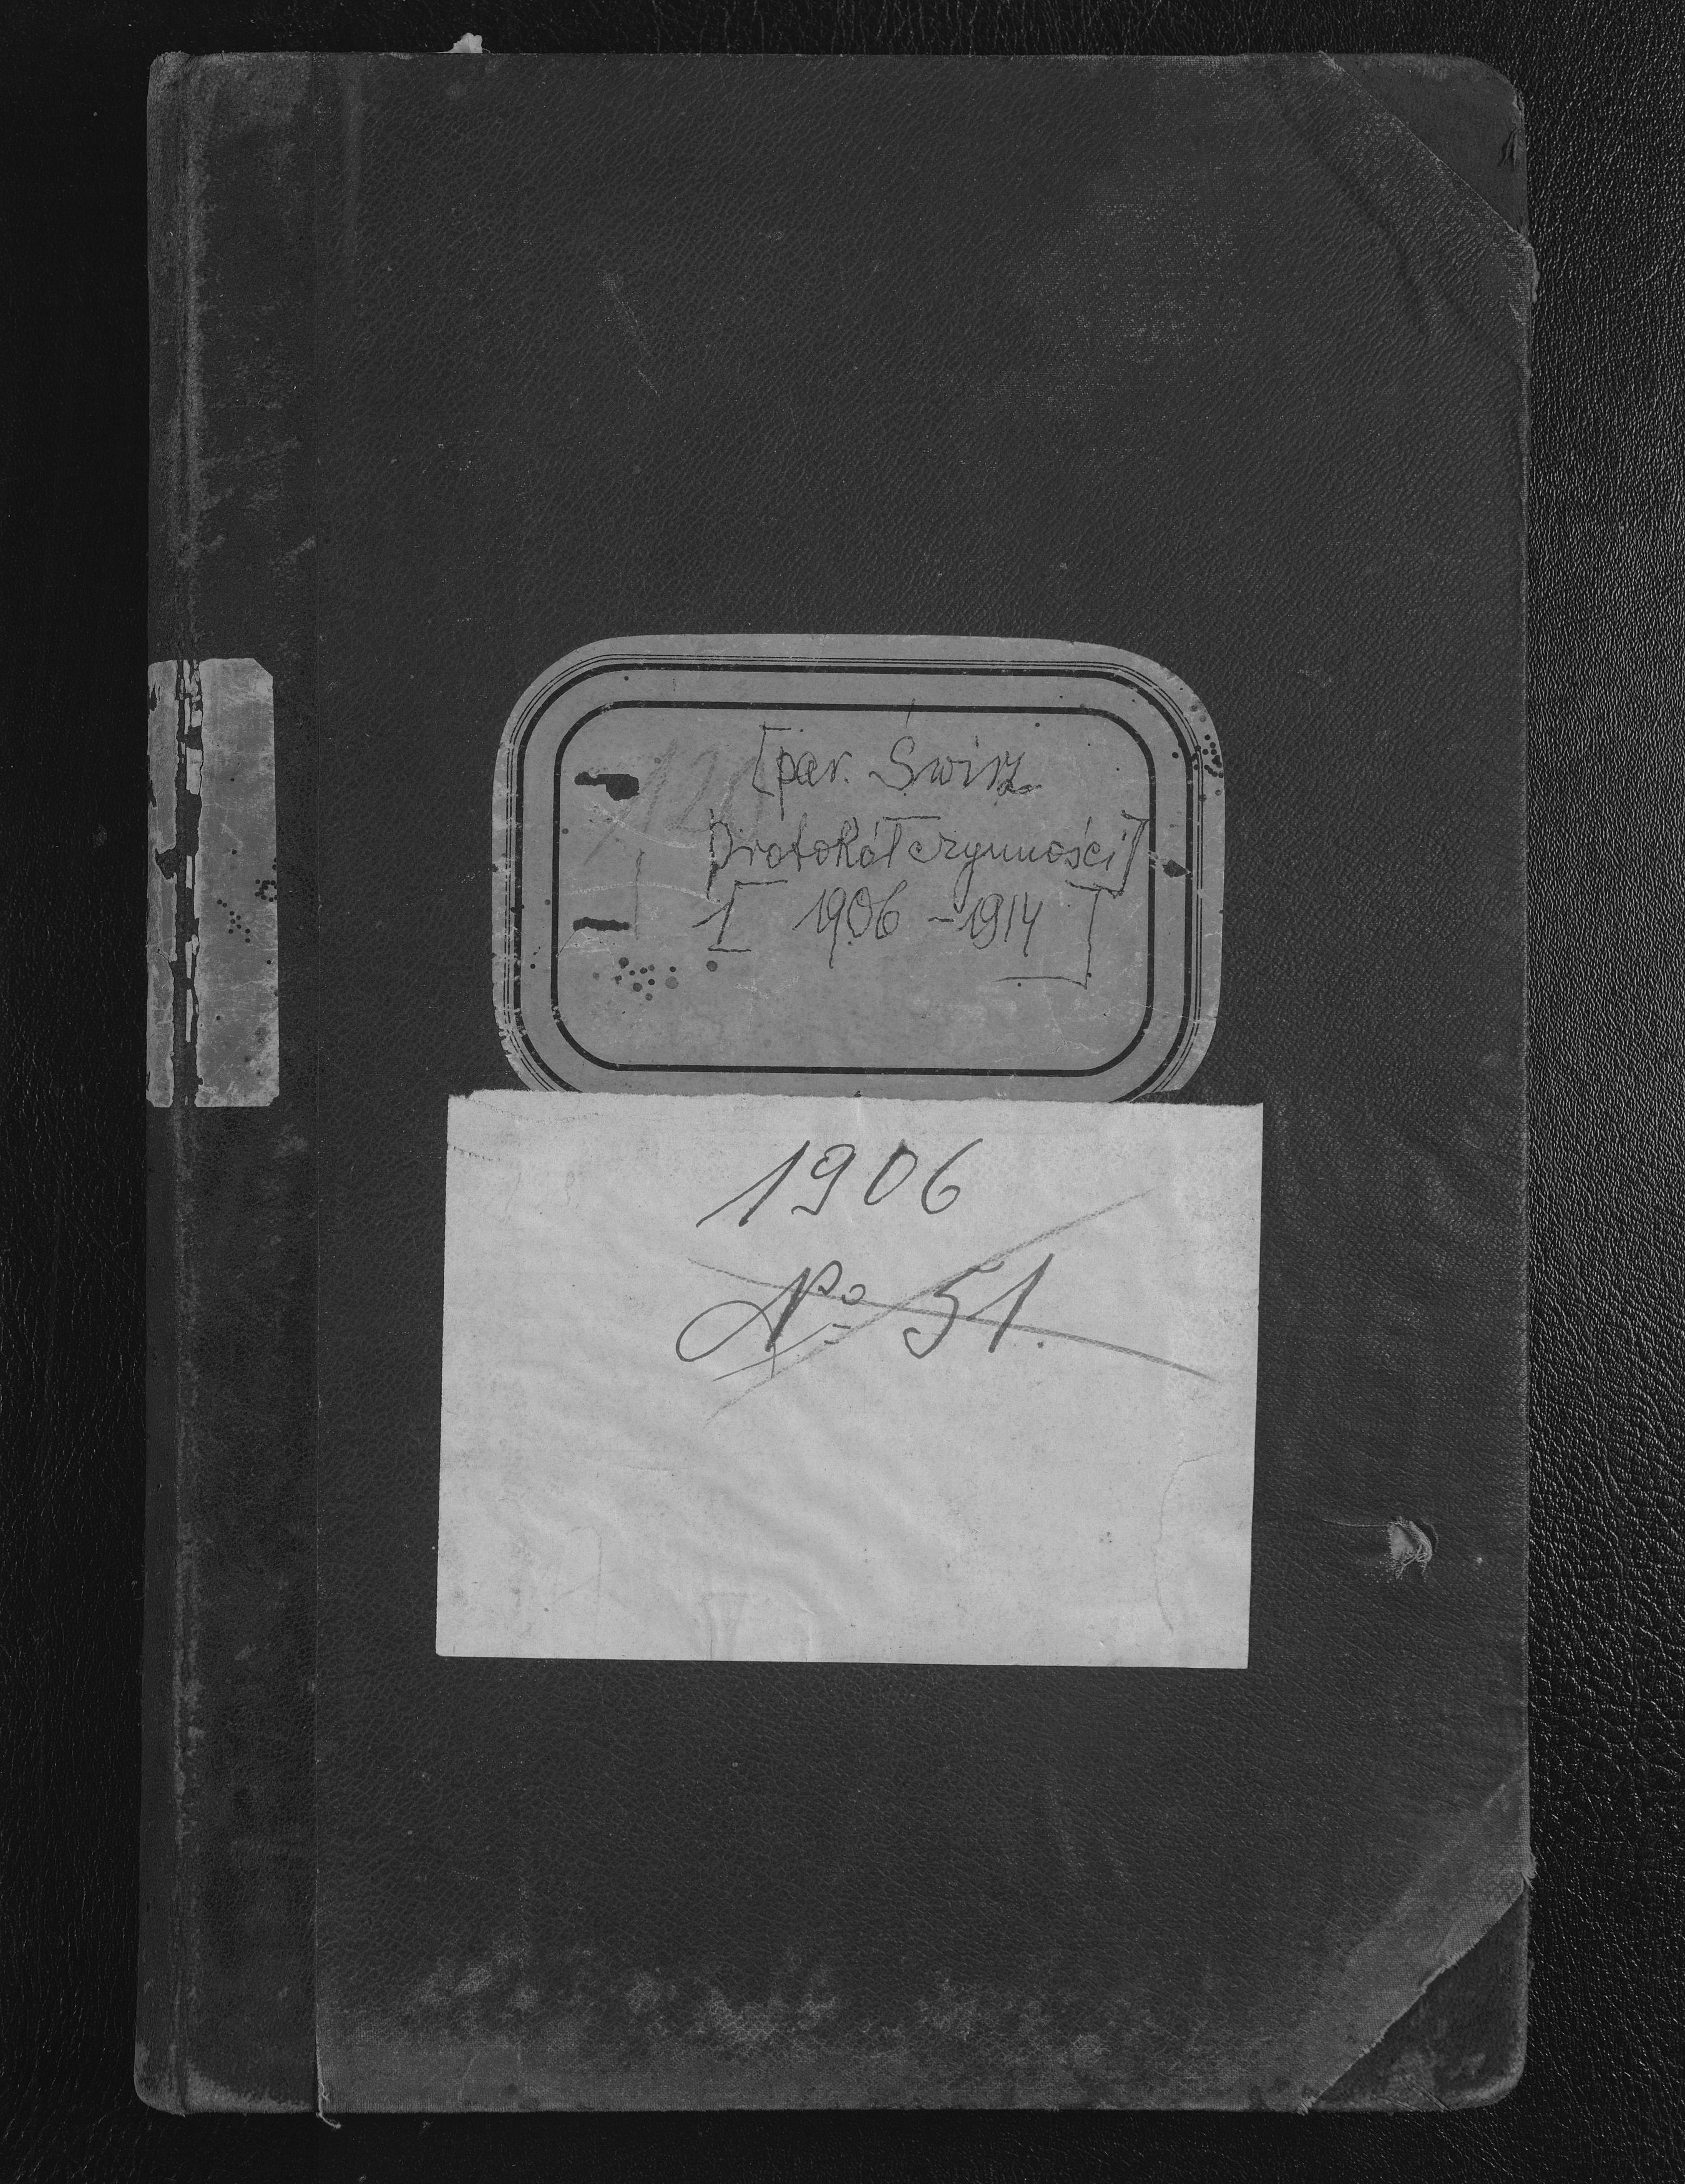 [par. Świrz
Protokół czynności]
[1906 - 1914]
1906
No 51.